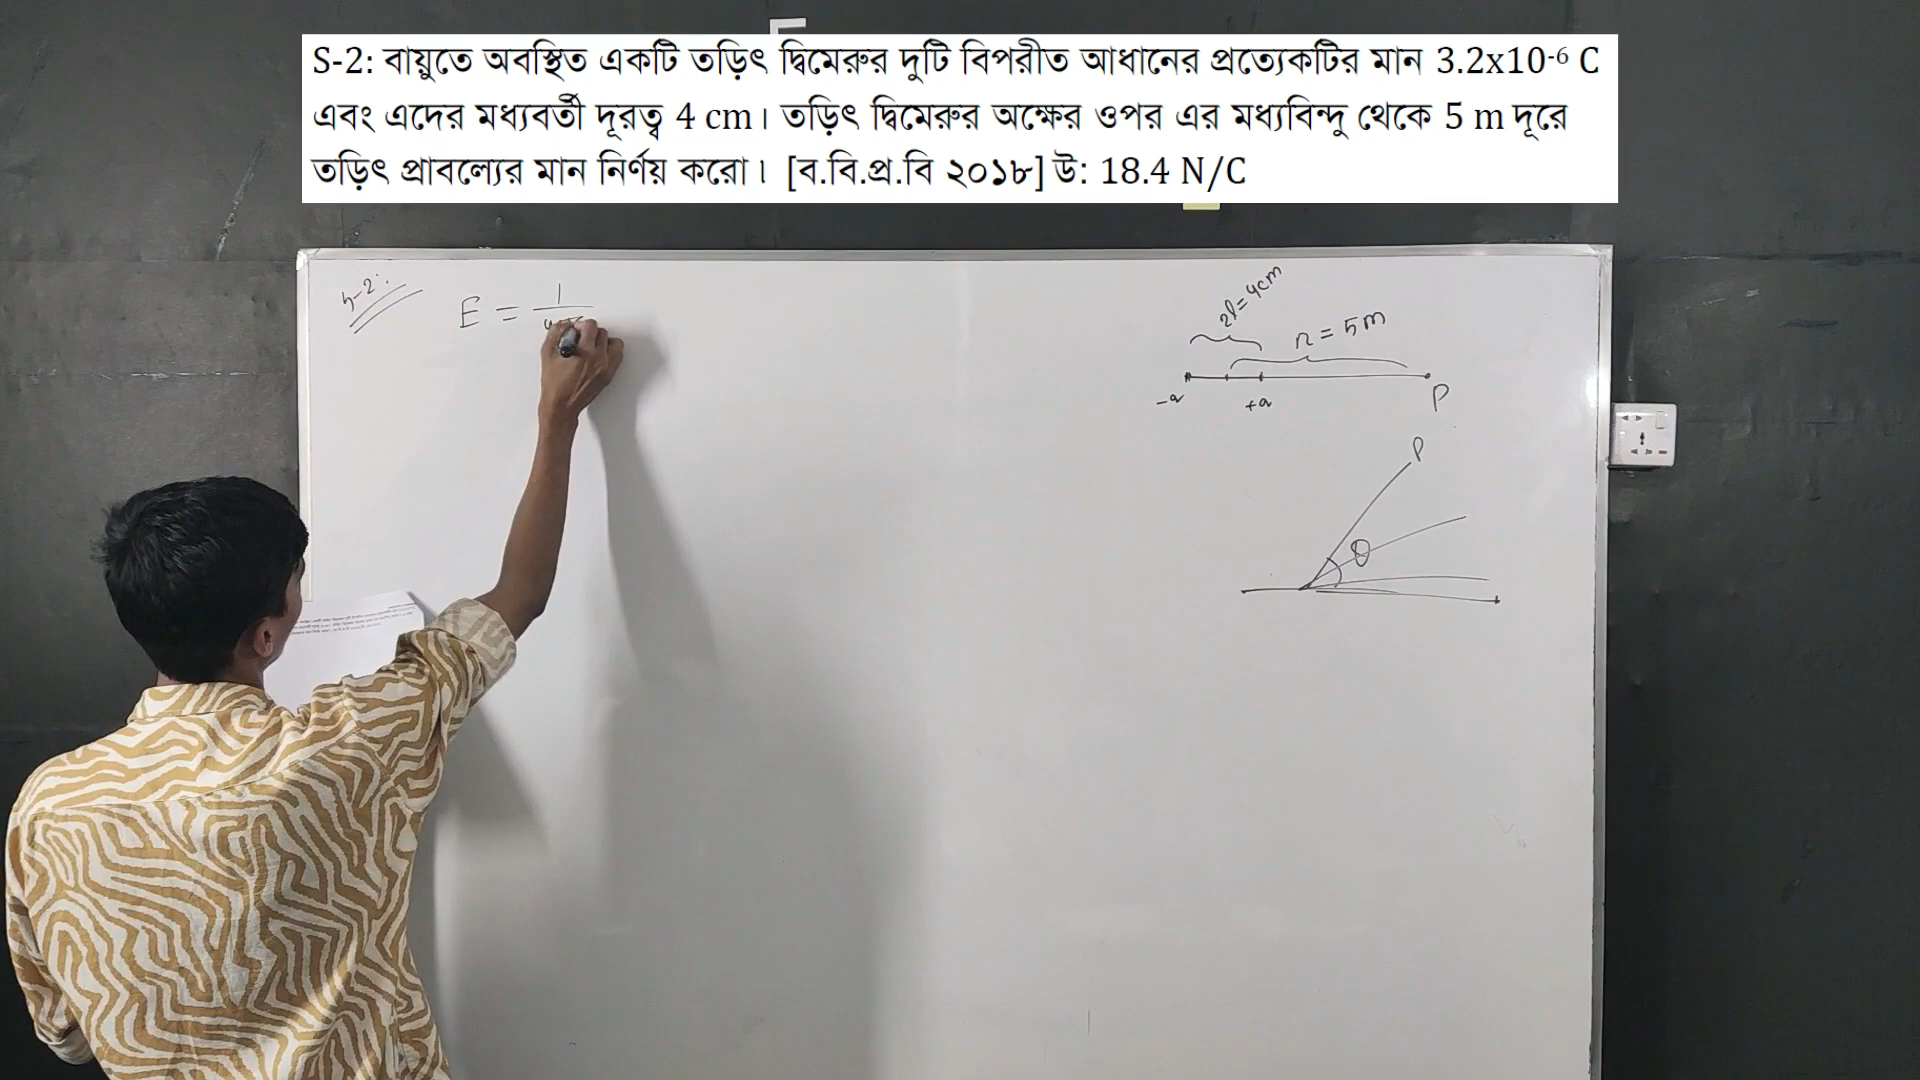 S-2: বায়ুতে অবস্থিত একটি তড়িৎ দ্বিমেরুর দুটি বিপরীত আধানের প্রত্যেকটির মান 3.2x10⁻⁶ C
এবং এদের মধ্যবর্তী দূরত্ব 4 cm। তড়িৎ দ্বিমেরুর অক্ষের ওপর এর মধ্যবিন্দু থেকে 5 m দূরে
তড়িৎ প্রাবল্যের মান নির্ণয় করো। [ব.বি.প্র.বি ২০১৮] উ: 18.4 N/C
S-2:
E = 1
2l = 4cm
r = 5m
-q +q P
P
θ